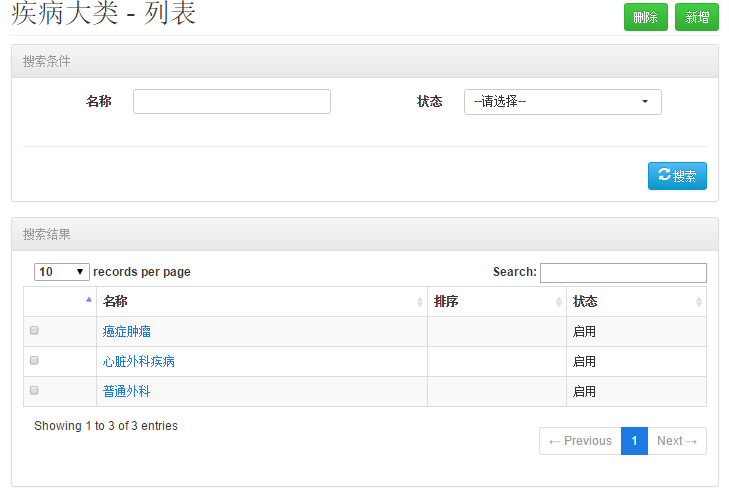 疾病大类 - 列表 删除 新增
搜索条件
名称 状态 --请选择--
搜索
搜索结果
10 records per page Search:
名称 排序 状态
癌症肿瘤 启用
心脏外科疾病 启用
普通外科 启用
Showing 1 to 3 of 3 entries
← Previous 1 Next →